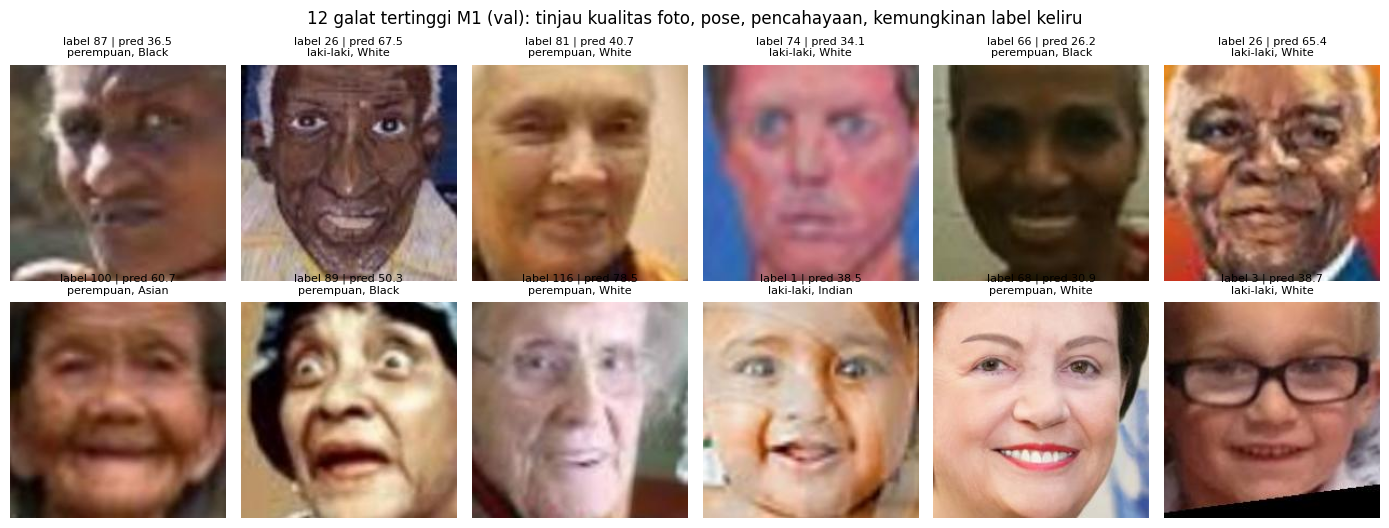 12 galat tertinggi M1 (val): tinjau kualitas foto, pose, pencahayaan, kemungkinan label keliru
label 87 | pred 36.5
perempuan, Black
label 26 | pred 67.5
laki-laki, White
label 81 | pred 40.7
perempuan, White
label 74 | pred 34.1
laki-laki, White
label 66 | pred 26.2
perempuan, Black
label 26 | pred 65.4
laki-laki, White
label 100 | pred 60.7
perempuan, Asian
label 89 | pred 50.3
perempuan, Black
label 116 | pred 78.5
perempuan, White
label 1 | pred 38.5
laki-laki, Indian
label 68 | pred 30.9
perempuan, White
label 3 | pred 38.7
laki-laki, White